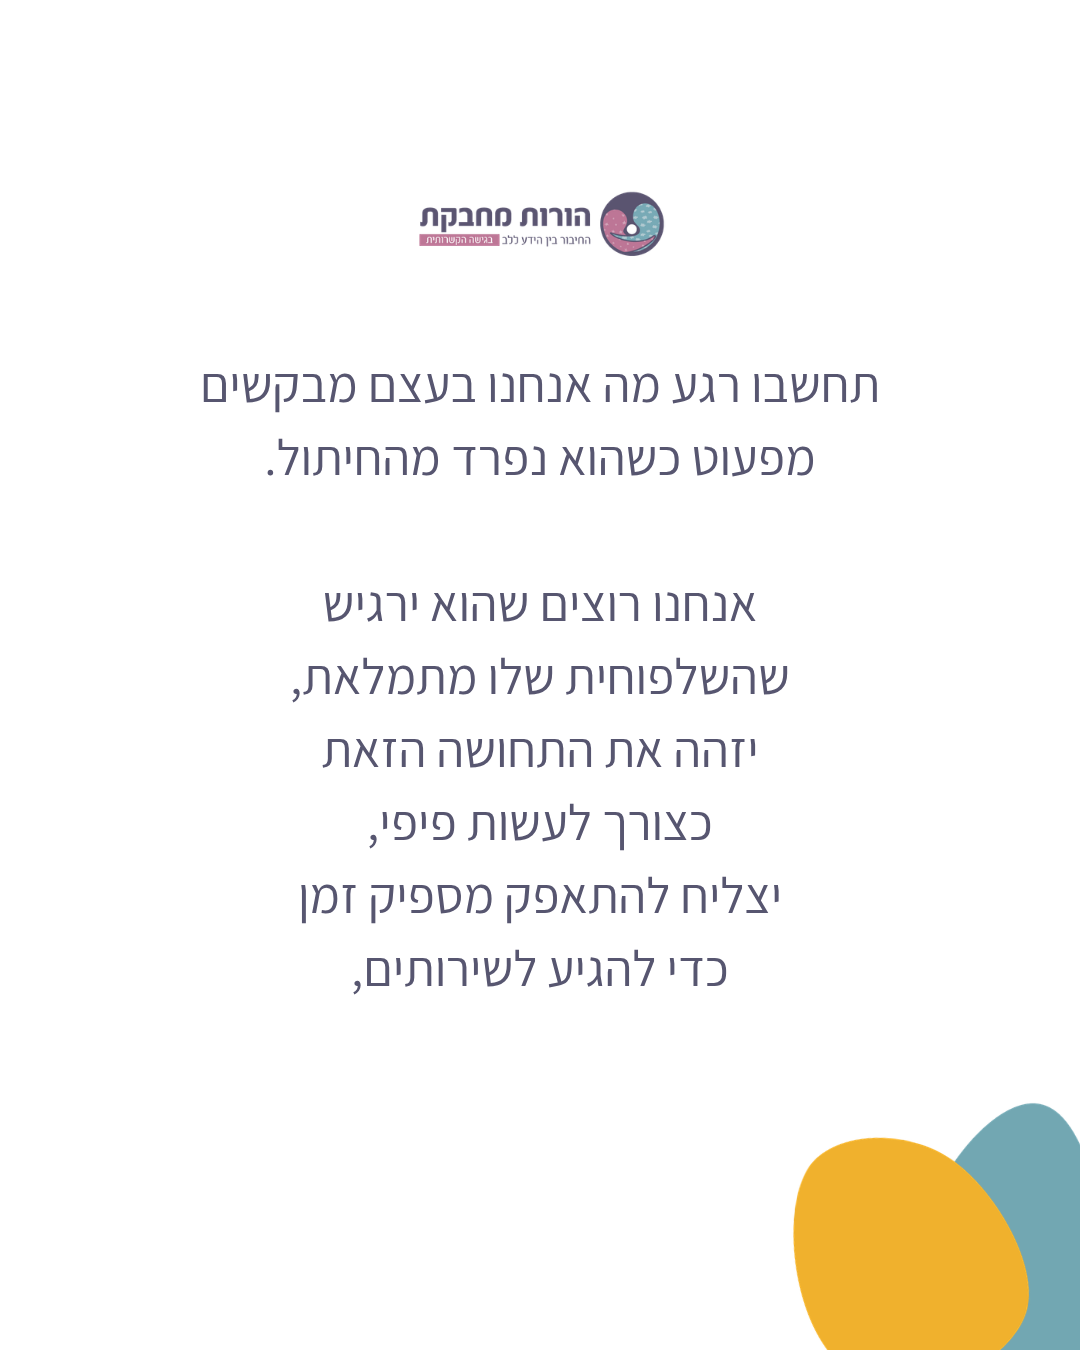 הורות מחבקת
החיבור בין הידע ללב בגישה הקשרותית
תחשבו רגע מה אנחנו בעצם מבקשים
מפעוט כשהוא נפרד מהחיתול.
אנחנו רוצים שהוא ירגיש
שהשלפוחית שלו מתמלאת,
יזהה את התחושה הזאת
כצורך לעשות פיפי,
יצליח להתאפק מספיק זמן
כדי להגיע לשירותים,